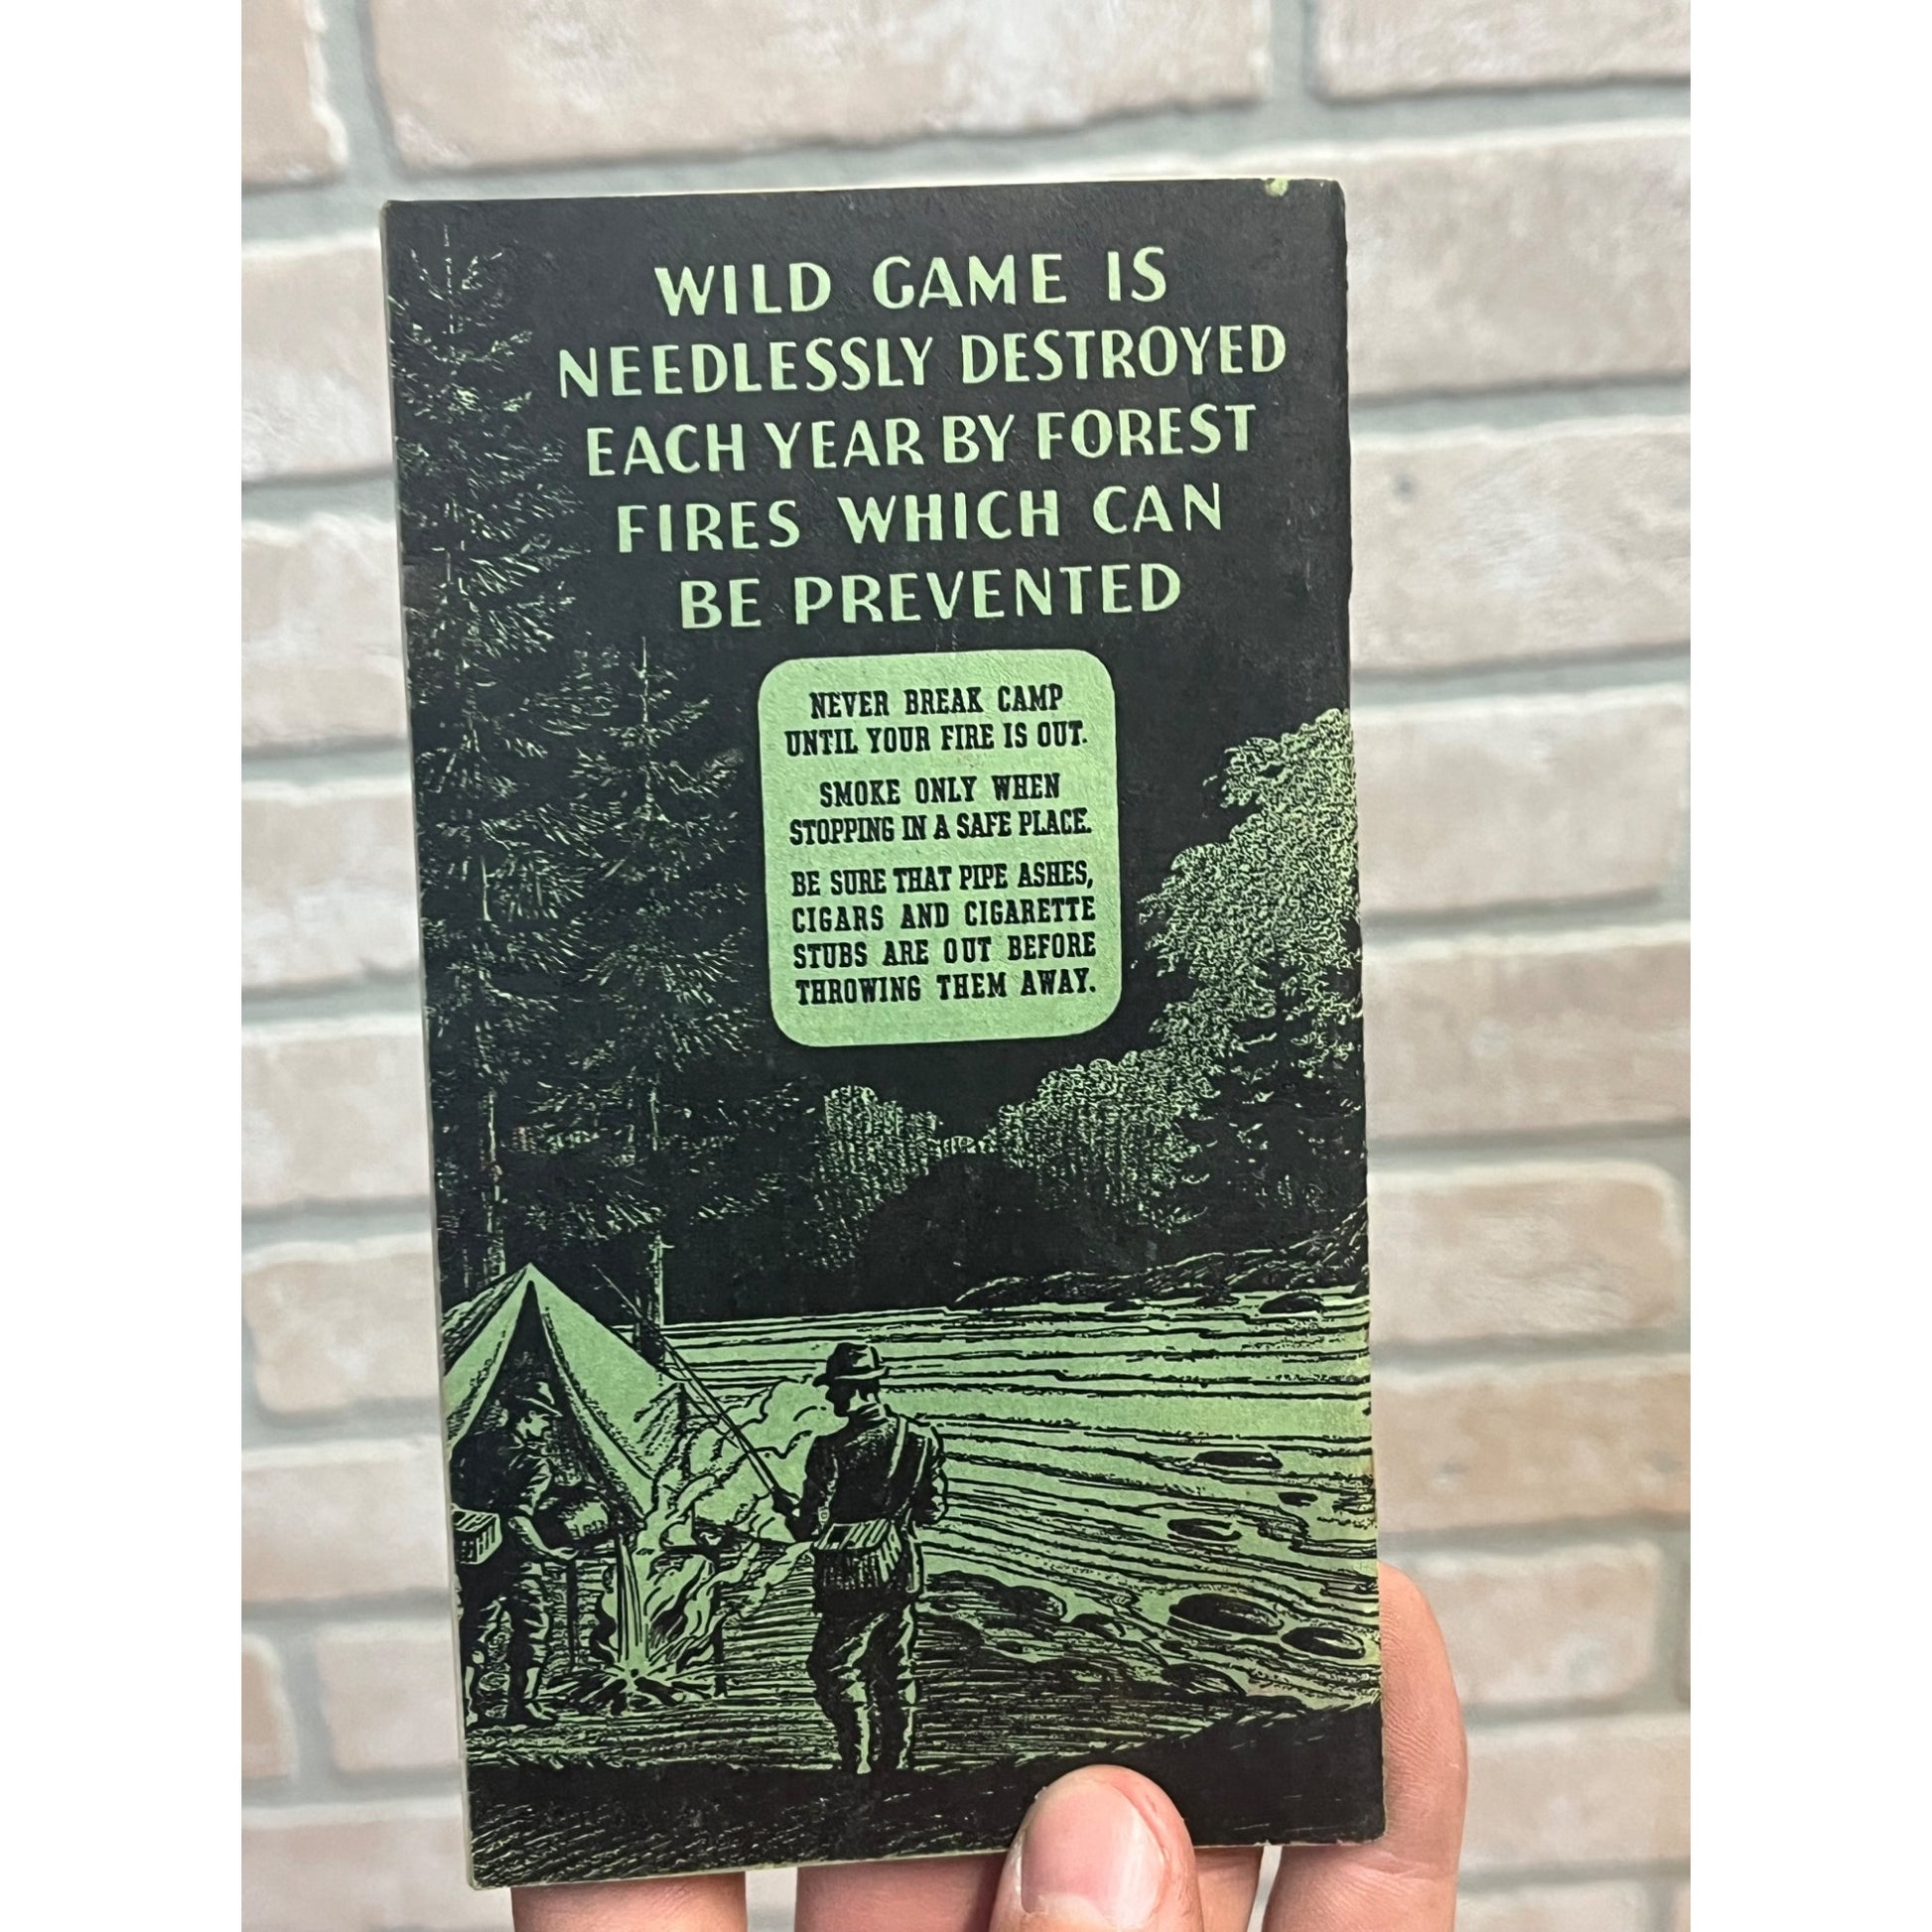 WILD GAME IS
NEEDLESSLY DESTROYED
EACH YEAR BY FOREST
FIRES WHICH CAN
BE PREVENTED
NEVER BREAK CAMP
UNTIL YOUR FIRE IS OUT.
SMOKE ONLY WHEN
STOPPING IN A SAFE PLACE.
BE SURE THAT PIPE ASHES,
CIGARS AND CIGARETTE
STUBS ARE OUT BEFORE
THROWING THEM AWAY.